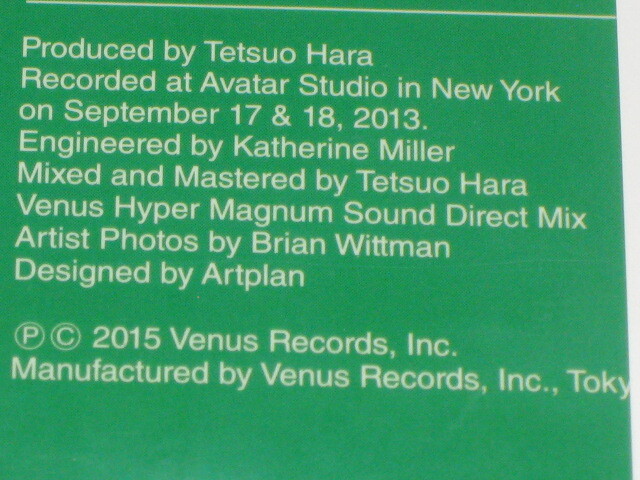 Produced by Tetsuo Hara
Recorded at Avatar Studio in New York
on September 17 & 18, 2013.
Engineered by Katherine Miller
Mixed and Mastered by Tetsuo Hara
Venus Hyper Magnum Sound Direct Mix
Artist Photos by Brian Wittman
Designed by Artplan
Ⓟ© 2015 Venus Records, Inc.
Manufactured by Venus Records, Inc., Toky